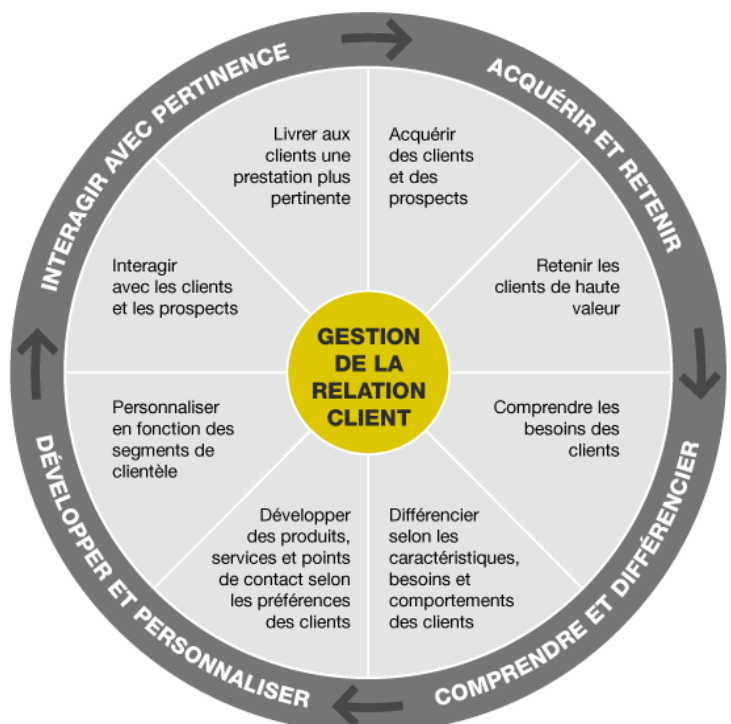 INTERAGIR AVEC PERTINENCE
ACQUÉRIR ET RETENIR
Livrer aux
clients une
prestation plus
pertinente
Acquérir
des clients
et des
prospects
Interagir
avec les clients
et les prospects
Retenir les
clients de haute
valeur
GESTION
DE LA
RELATION
CLIENT
Personnaliser
en fonction des
segments de
clientèle
Comprendre les
besoins des
clients
Développer
des produits,
services et points
de contact selon
les préférences
des clients
Différencier
selon les
caractéristiques,
besoins et
comportements
des clients
DÉVELOPPER ET PERSONNALISER
COMPRENDRE ET DIFFÉRENCIER